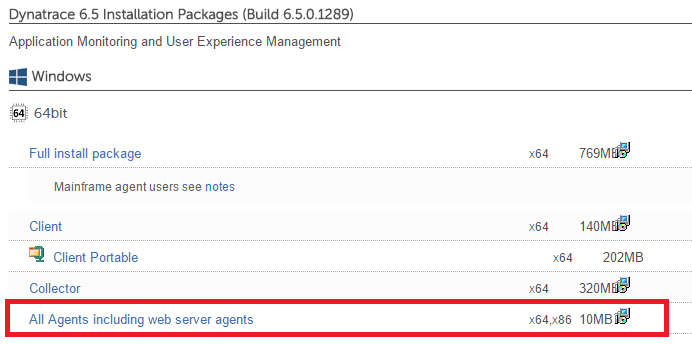 Dynatrace 6.5 Installation Packages (Build 6.5.0.1289)
Application Monitoring and User Experience Management
Windows
64 64bit
Full install package x64 769MB
Mainframe agent users see notes
Client x64 140MB
Client Portable x64 202MB
Collector x64 320MB
All Agents including web server agents x64,x86 10MB